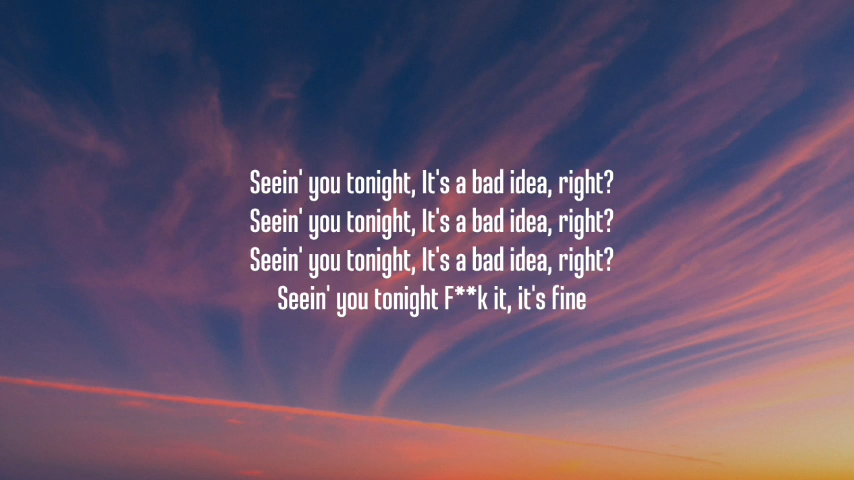 Seein' you tonight, It's a bad idea, right?
Seein' you tonight, It's a bad idea, right?
Seein' you tonight, It's a bad idea, right?
Seein' you tonight F**k it, it's fine